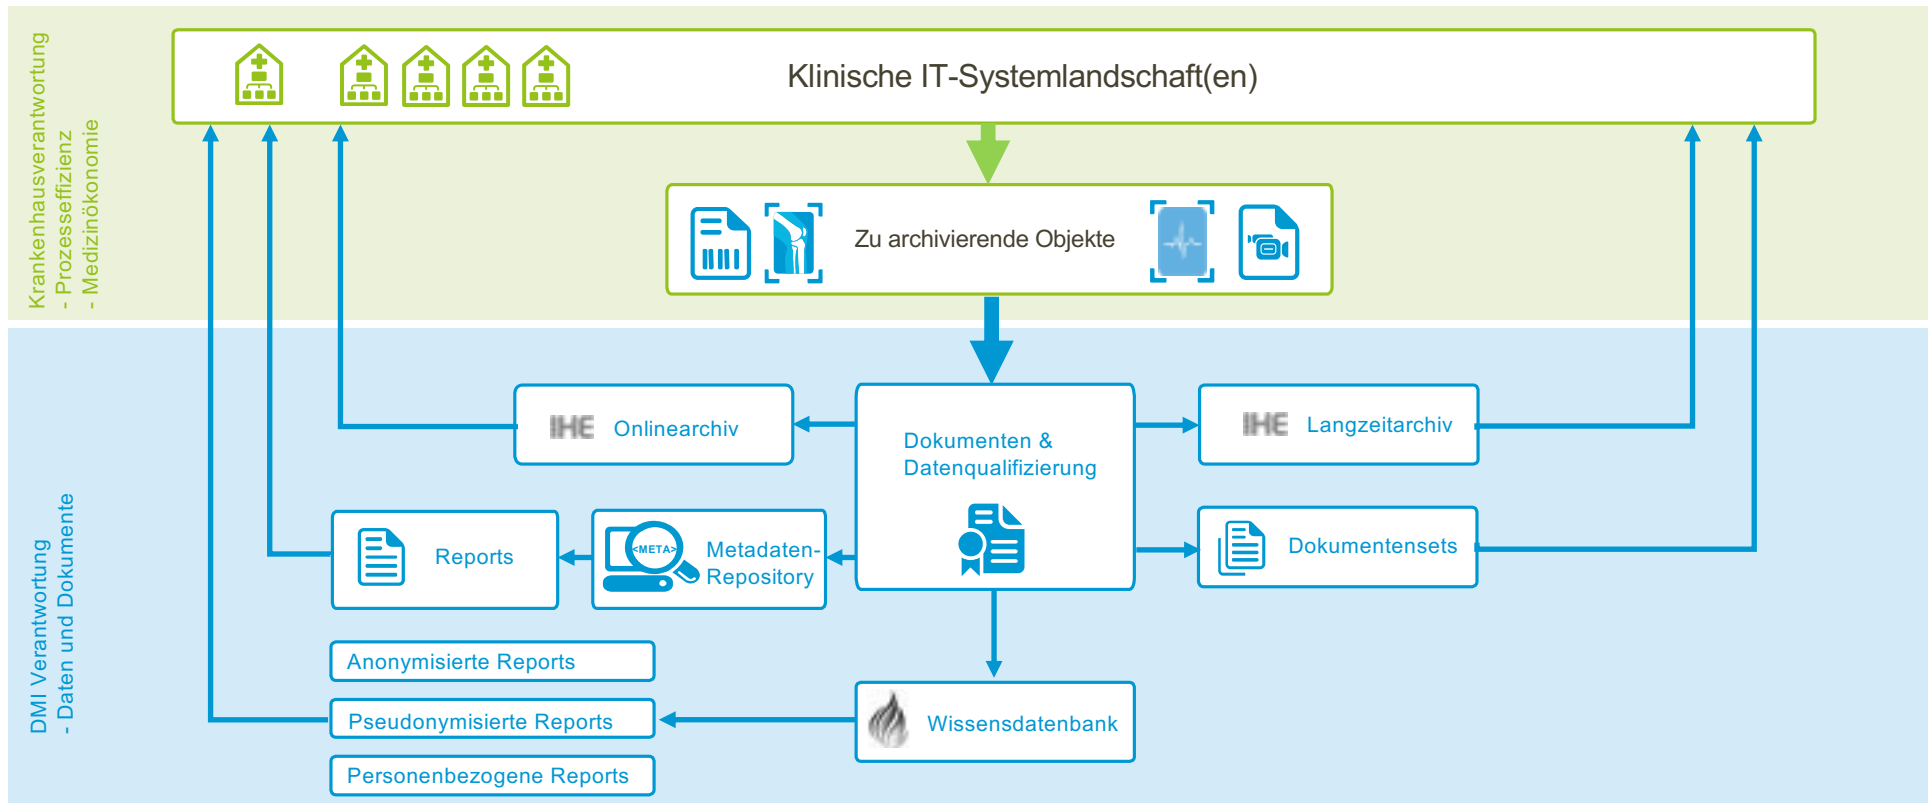 Krankenhausverantwortung
- Prozesseffizienz
- Medizinökonomie
Klinische IT-Systemlandschaft(en)
Zu archivierende Objekte
DMI Verantwortung
- Daten und Dokumente
IHE Onlinearchiv
Dokumenten &
Datenqualifizierung
IHE Langzeitarchiv
Reports
<META>
Metadaten-
Repository
Dokumentensets
Anonymisierte Reports
Pseudonymisierte Reports
Wissensdatenbank
Personenbezogene Reports